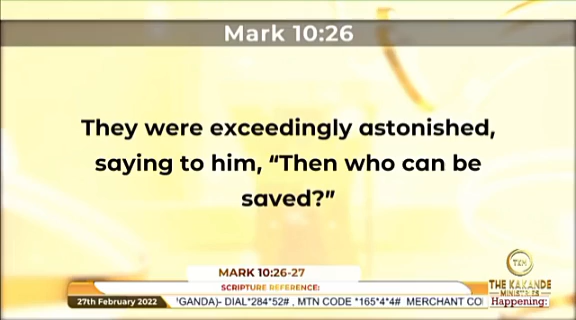 Mark 10:26
They were exceedingly astonished,
saying to him, “Then who can be
saved?”
MARK 10:26-27
SCRIPTURE REFERENCE:
27th February 2022
'GANDA)- DIAL*284*52# , MTN CODE *165*4*4# MERCHANT CO
TKM
THE KAKANDE
MINISTRIES
Happening: